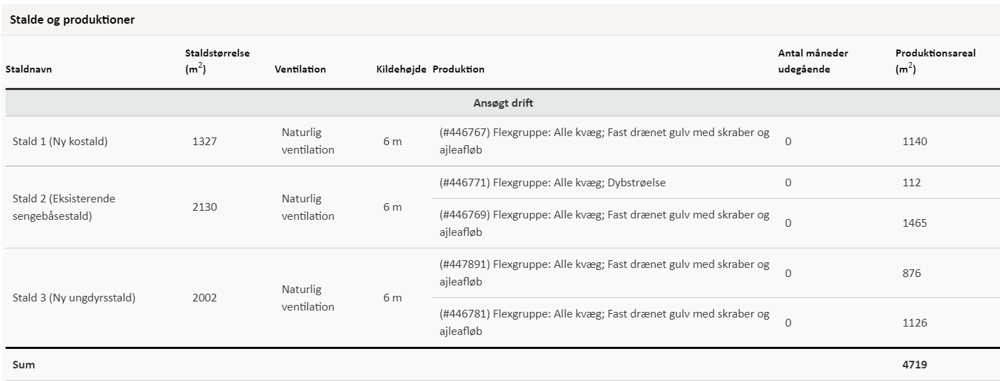 Stalde og produktioner
Staldnavn
Staldstørrelse
(m²)
Ventilation
Kildehøjde
Produktion
Antal måneder
udegående
Produktionsareal
(m²)
Ansøgt drift
Stald 1 (Ny kostald)
1327
Naturlig
ventilation
6 m
(#446767) Flexgruppe: Alle kvæg; Fast drænet gulv med skraber og
ajleafløb
0
1140
Stald 2 (Eksisterende
sengebåsestald)
2130
Naturlig
ventilation
6 m
(#446771) Flexgruppe: Alle kvæg; Dybstrøelse
0
112
(#446769) Flexgruppe: Alle kvæg; Fast drænet gulv med skraber og
ajleafløb
0
1465
Stald 3 (Ny ungdyrsstald)
2002
Naturlig
ventilation
6 m
(#447891) Flexgruppe: Alle kvæg; Fast drænet gulv med skraber og
ajleafløb
0
876
(#446781) Flexgruppe: Alle kvæg; Fast drænet gulv med skraber og
ajleafløb
0
1126
Sum
4719